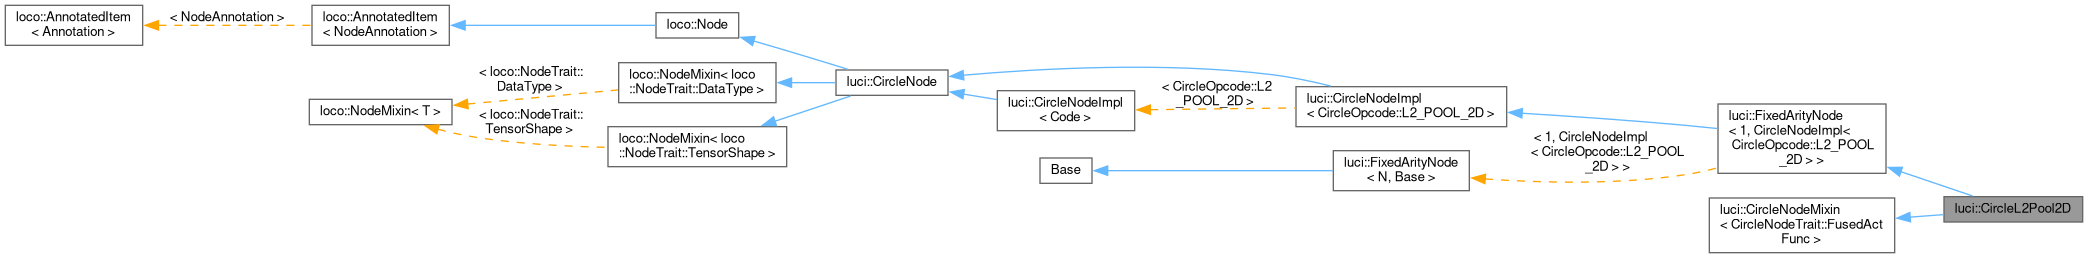 loco::AnnotatedItem
< Annotation >
< NodeAnnotation >
loco::AnnotatedItem
< NodeAnnotation >
loco::Node
< loco::NodeTrait::
DataType >
loco::NodeMixin< loco
::NodeTrait::DataType >
loco::NodeMixin< T >
< loco::NodeTrait::
TensorShape >
loco::NodeMixin< loco
::NodeTrait::TensorShape >
luci::CircleNode
luci::CircleNodeImpl
< Code >
< CircleOpcode::L2
_POOL_2D >
luci::CircleNodeImpl
< CircleOpcode::L2_POOL_2D >
Base
luci::FixedArityNode
< N, Base >
< 1, CircleNodeImpl
< CircleOpcode::L2_POOL
_2D > >
luci::FixedArityNode
< 1, CircleNodeImpl<
CircleOpcode::L2_POOL
_2D > >
luci::CircleNodeMixin
< CircleNodeTrait::FusedAct
Func >
luci::CircleL2Pool2D